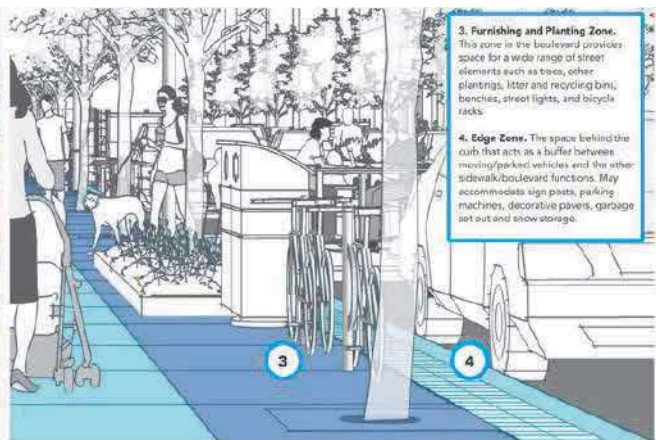 3. Furnishing and Planting Zone.
This zone in the boulevard provides
space for a wide range of street
elements such as trees, other
plantings, litter and recycling bins,
benches, street lights, and bicycle
racks
4. Edge Zone. The space behind the
curb that acts as a buffer between
moving/parked vehicles and the other
sidewalk/boulevard functions. May
accommodate sign posts, parking
machines, decorative pavers, garbage
set out and snow storage.
3
4